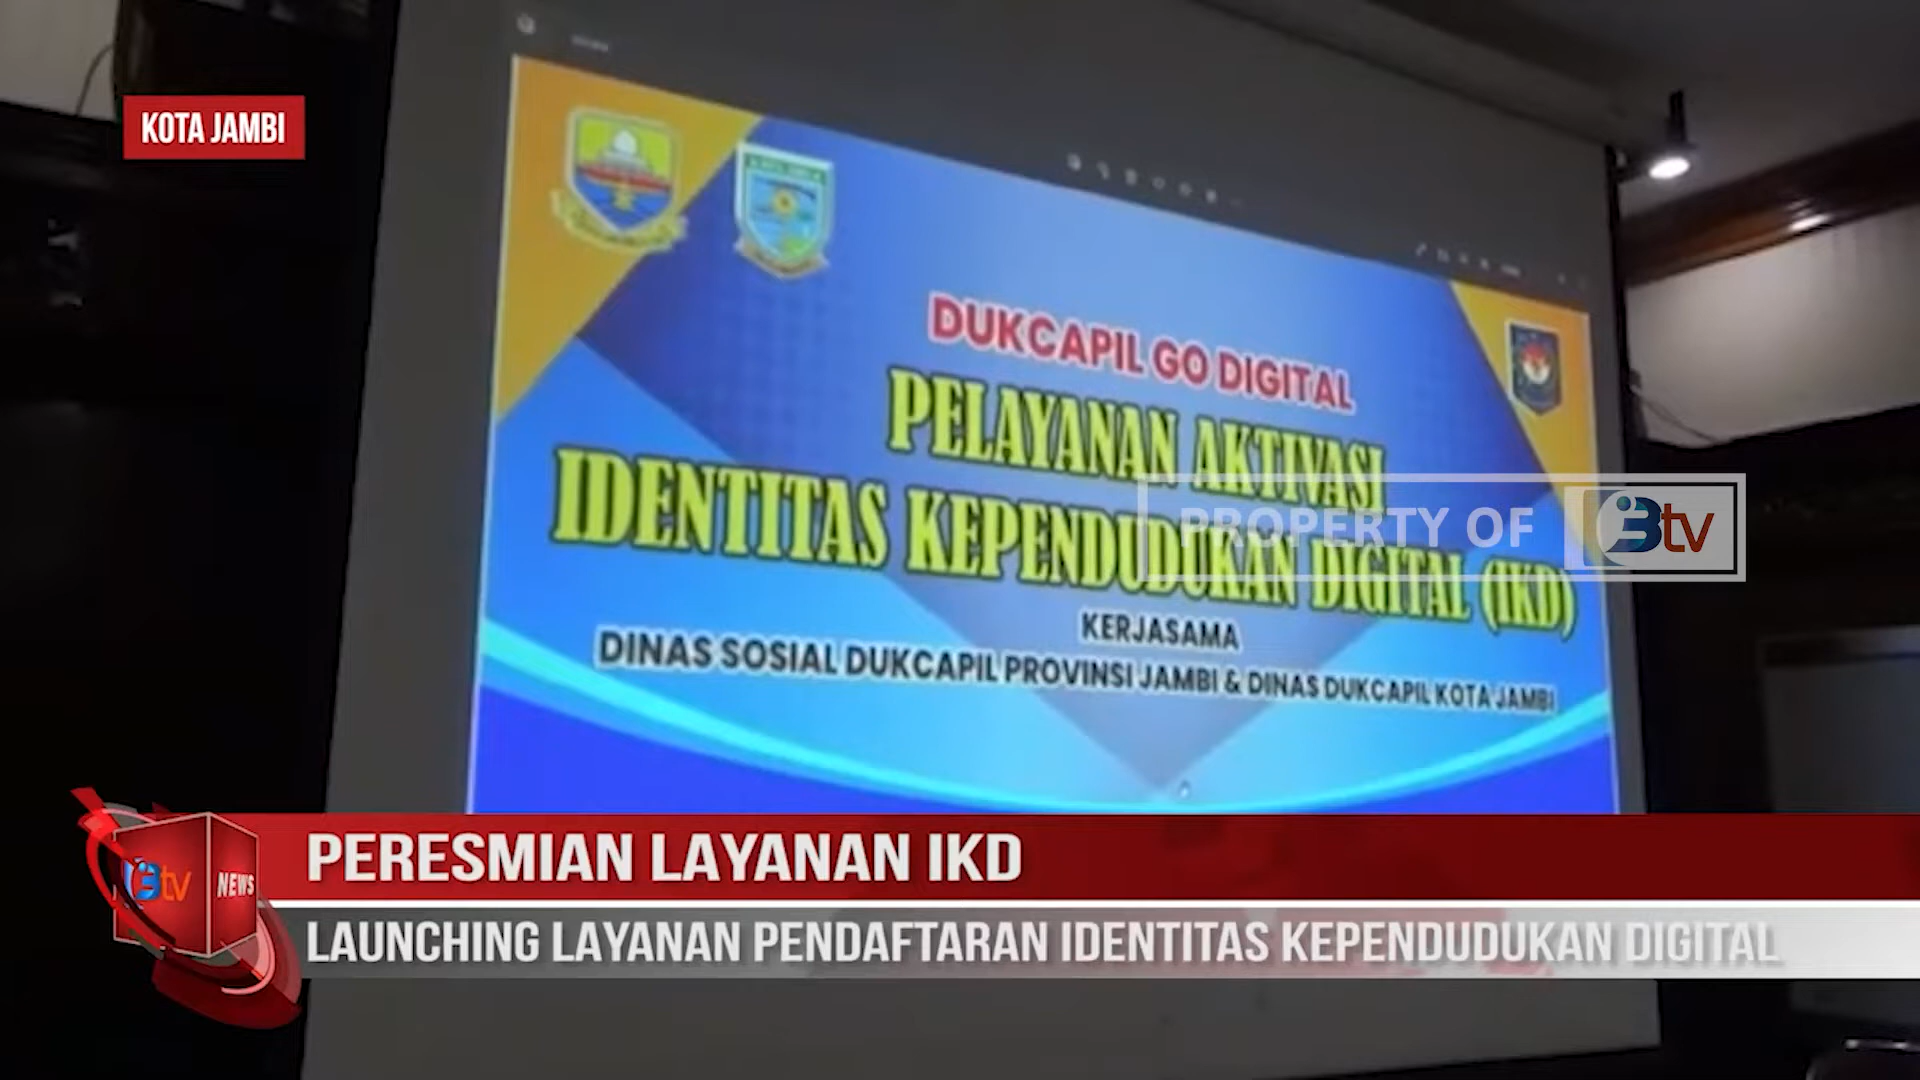 KOTA JAMBI
DUKCAPIL GO DIGITAL
PELAYANAN AKTIVASI
IDENTITAS KEPENDUDUKAN DIGITAL (IKD)
KERJASAMA
DINAS SOSIAL DUKCAPIL PROVINSI JAMBI & DINAS DUKCAPIL KOTA JAMBI
PROPERTY OF B tv
PERESMIAN LAYANAN IKD
B tv NEWS
LAUNCHING LAYANAN PENDAFTARAN IDENTITAS KEPENDUDUKAN DIGITAL